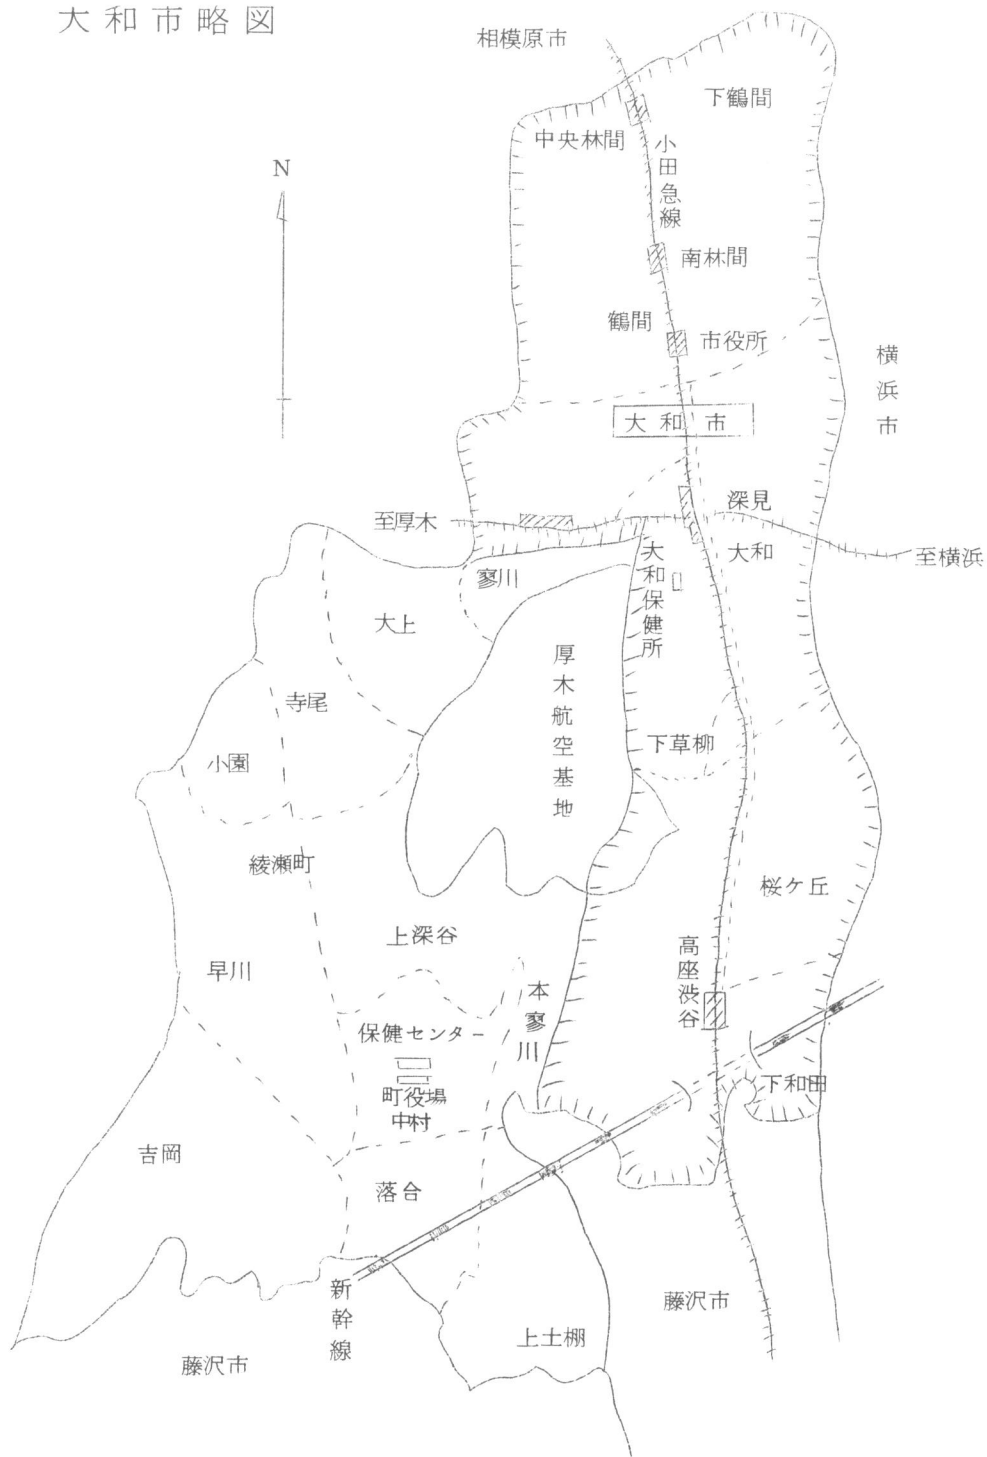 大和市略図
相模原市
下鶴間
中央林間
小田急線
N
南林間
鶴間
市役所
横浜市
大和市
深見
至厚木
大和
至横浜
蓼川
大和保健所
大上
厚木航空基地
寺尾
下草柳
小園
綾瀬町
桜ケ丘
上深谷
高座渋谷
早川
本蓼川
保健センター
下和田
町役場
中村
吉岡
落合
新幹線
藤沢市
上土棚
藤沢市